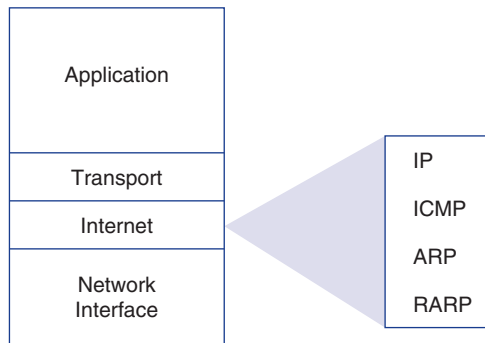 Application
Transport
Internet
Network
Interface
IP
ICMP
ARP
RARP